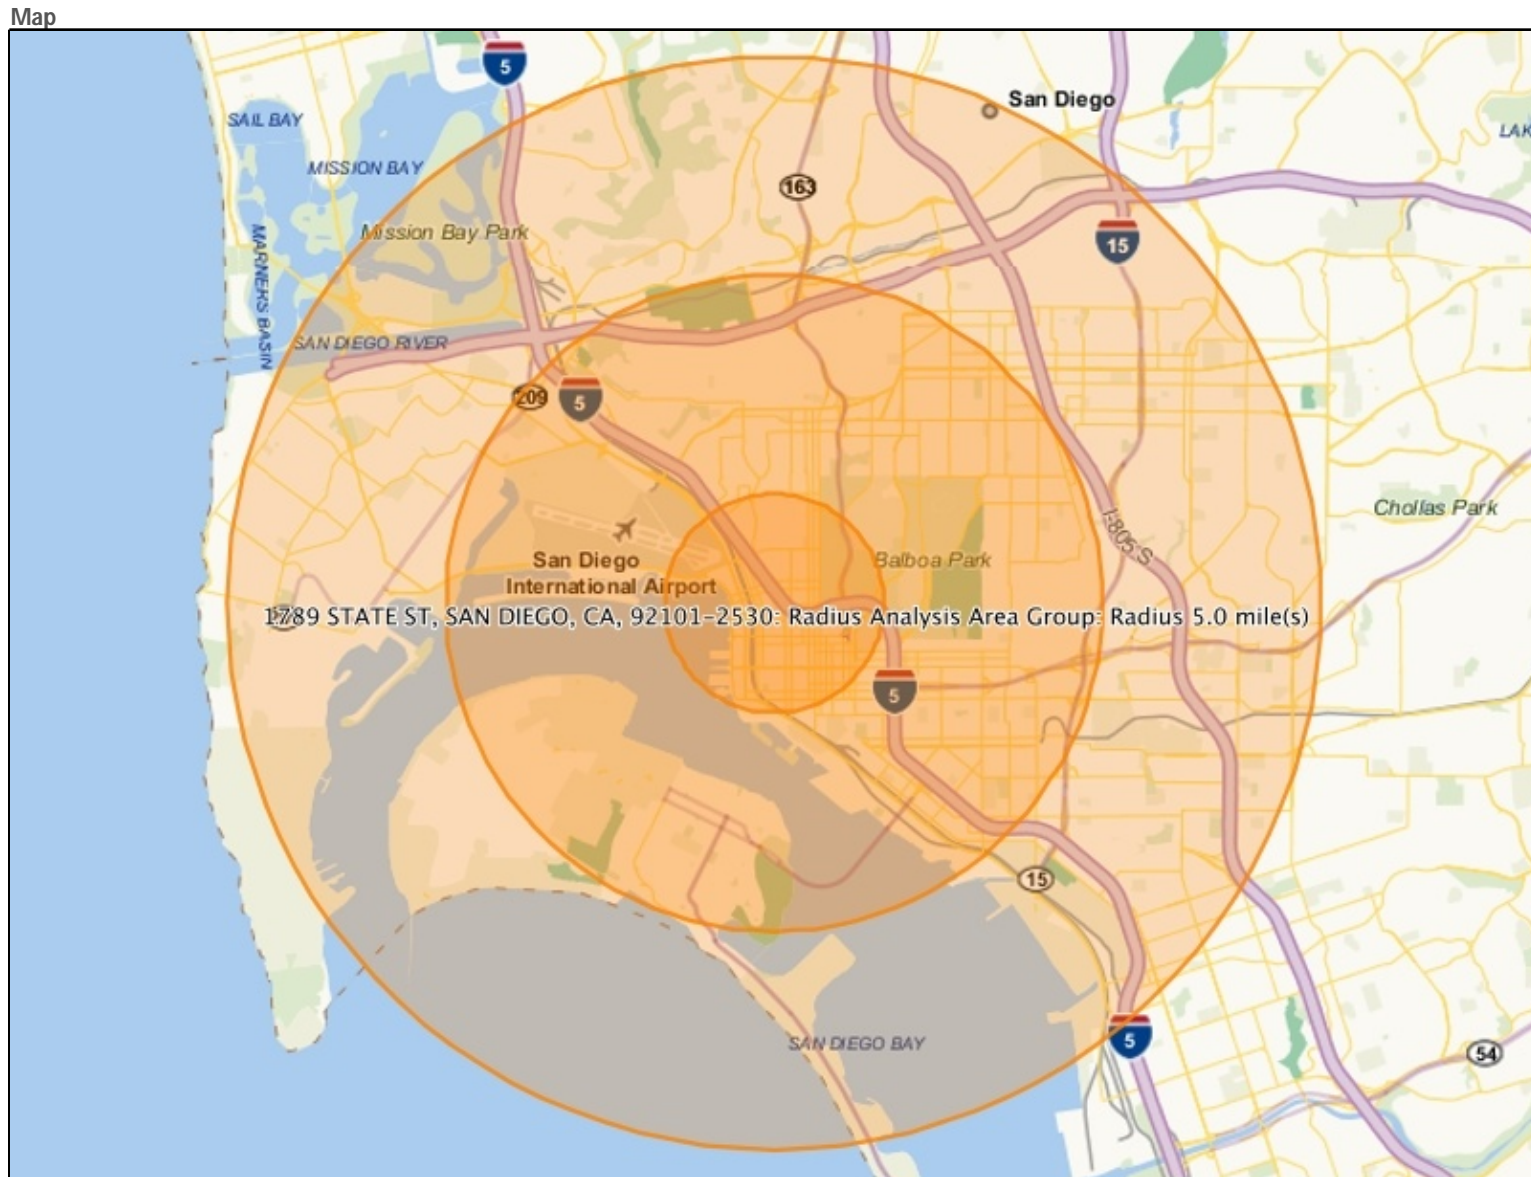 Map
5
San Diego
SAIL BAY
LAK
MISSION BAY
163
Mission Bay Park
15
MARNERS BASIN
SAN DIEGO RIVER
209
5
Chollas Park
I-805 S
San Diego
International Airport
Balboa Park
1789 STATE ST, SAN DIEGO, CA, 92101-2530: Radius Analysis Area Group: Radius 5.0 mile(s)
5
15
5
SAN DIEGO BAY
54